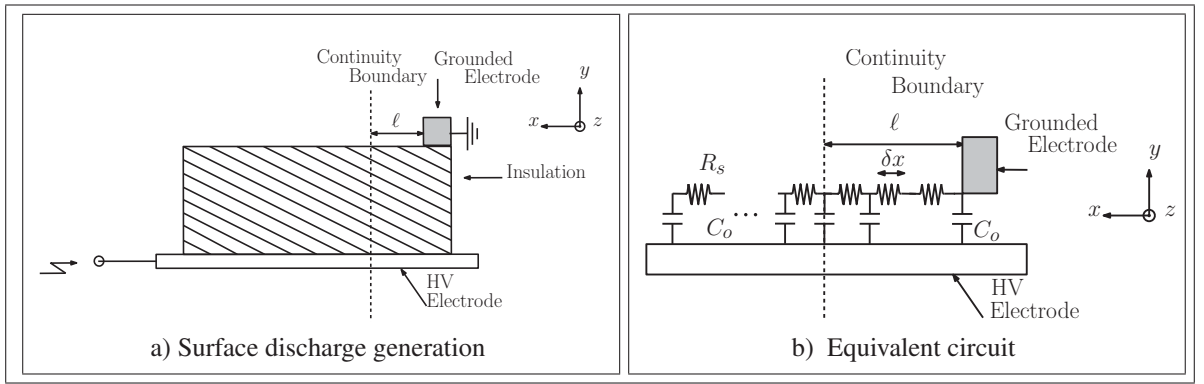 Continuity
Boundary
Grounded
Electrode
ℓ
y
x
z
Insulation
HV
Electrode
a) Surface discharge generation
Continuity
Boundary
ℓ
Grounded
Electrode
δx
R_s
C_o
...
C_o
y
x
z
HV
Electrode
b) Equivalent circuit